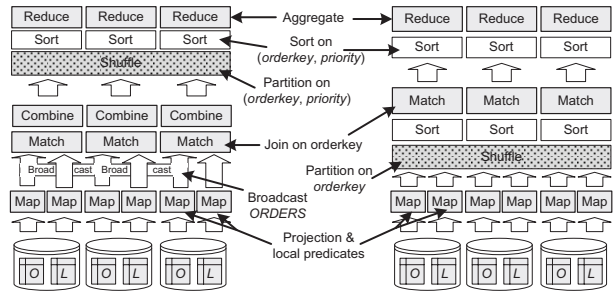 Reduce Reduce Reduce Aggregate Reduce Reduce Reduce
Sort Sort Sort Sort on Sort Sort Sort
(orderkey, priority)
Shuffle
Partition on
(orderkey, priority)
Combine Combine Combine Match Match Match
Match Match Match Join on orderkey Sort Sort Sort
Broad cast Broad cast Partition on Shuffle
orderkey
Broadcast
ORDERS
Map Map Map Map Map Map Map Map Map Map Map Map
Projection &
local predicates
O L O L O L O L O L O L